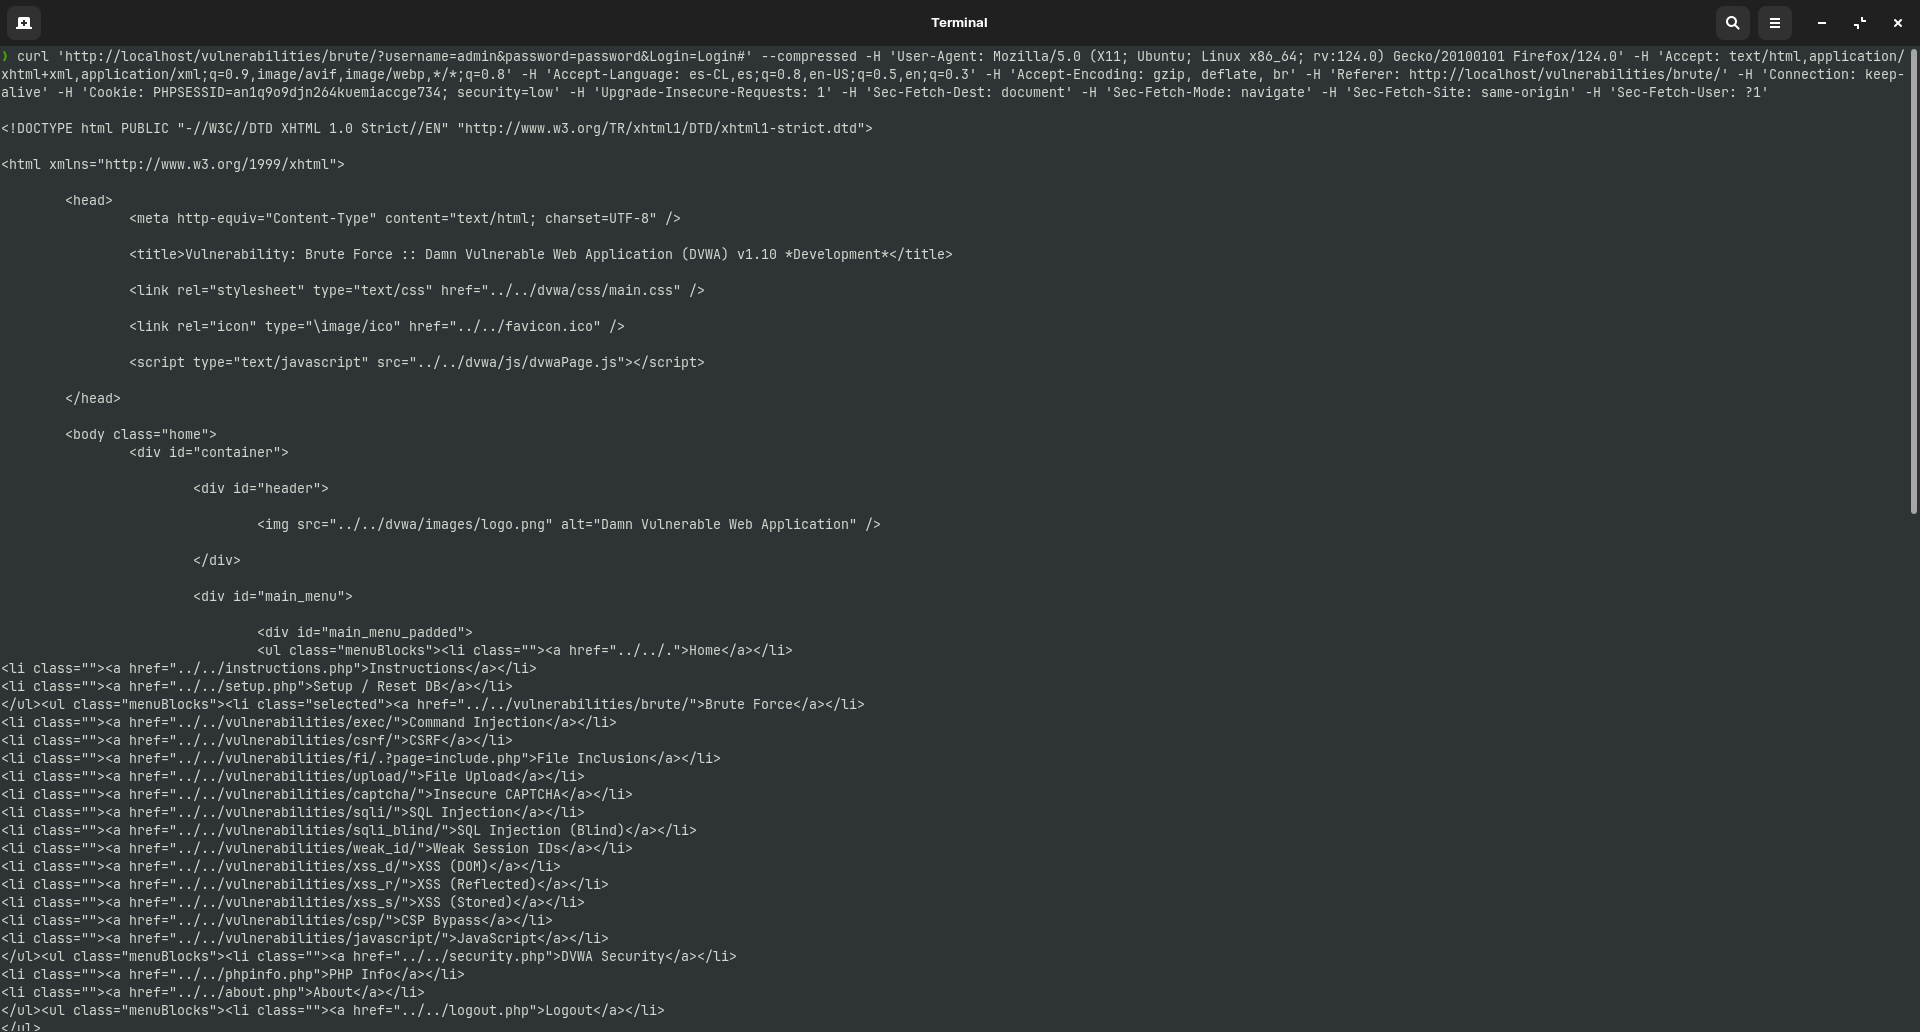 Terminal
❯ curl 'http://localhost/vulnerabilities/brute/?username=admin&password=password&Login=Login#' --compressed -H 'User-Agent: Mozilla/5.0 (X11; Ubuntu; Linux x86_64; rv:124.0) Gecko/20100101 Firefox/124.0' -H 'Accept: text/html,application/
xhtml+xml,application/xml;q=0.9,image/avif,image/webp,*/*;q=0.8' -H 'Accept-Language: es-CL,es;q=0.8,en-US;q=0.5,en;q=0.3' -H 'Accept-Encoding: gzip, deflate, br' -H 'Referer: http://localhost/vulnerabilities/brute/' -H 'Connection: keep-
alive' -H 'Cookie: PHPSESSID=an1q9o9djn264kuemiaccge734; security=low' -H 'Upgrade-Insecure-Requests: 1' -H 'Sec-Fetch-Dest: document' -H 'Sec-Fetch-Mode: navigate' -H 'Sec-Fetch-Site: same-origin' -H 'Sec-Fetch-User: ?1'
<!DOCTYPE html PUBLIC "-//W3C//DTD XHTML 1.0 Strict//EN" "http://www.w3.org/TR/xhtml1/DTD/xhtml1-strict.dtd">
<html xmlns="http://www.w3.org/1999/xhtml">
<head>
<meta http-equiv="Content-Type" content="text/html; charset=UTF-8" />
<title>Vulnerability: Brute Force :: Damn Vulnerable Web Application (DVWA) v1.10 *Development*</title>
<link rel="stylesheet" type="text/css" href="../../dvwa/css/main.css" />
<link rel="icon" type="\image/ico" href="../../favicon.ico" />
<script type="text/javascript" src="../../dvwa/js/dvwaPage.js"></script>
</head>
<body class="home">
<div id="container">
<div id="header">
<img src="../../dvwa/images/logo.png" alt="Damn Vulnerable Web Application" />
</div>
<div id="main_menu">
<div id="main_menu_padded">
<ul class="menuBlocks"><li class=""><a href="../../.">Home</a></li>
<li class=""><a href="../../instructions.php">Instructions</a></li>
<li class=""><a href="../../setup.php">Setup / Reset DB</a></li>
</ul><ul class="menuBlocks"><li class="selected"><a href="../../vulnerabilities/brute/">Brute Force</a></li>
<li class=""><a href="../../vulnerabilities/exec/">Command Injection</a></li>
<li class=""><a href="../../vulnerabilities/csrf/">CSRF</a></li>
<li class=""><a href="../../vulnerabilities/fi/.?page=include.php">File Inclusion</a></li>
<li class=""><a href="../../vulnerabilities/upload/">File Upload</a></li>
<li class=""><a href="../../vulnerabilities/captcha/">Insecure CAPTCHA</a></li>
<li class=""><a href="../../vulnerabilities/sqli/">SQL Injection</a></li>
<li class=""><a href="../../vulnerabilities/sqli_blind/">SQL Injection (Blind)</a></li>
<li class=""><a href="../../vulnerabilities/weak_id/">Weak Session IDs</a></li>
<li class=""><a href="../../vulnerabilities/xss_d/">XSS (DOM)</a></li>
<li class=""><a href="../../vulnerabilities/xss_r/">XSS (Reflected)</a></li>
<li class=""><a href="../../vulnerabilities/xss_s/">XSS (Stored)</a></li>
<li class=""><a href="../../vulnerabilities/csp/">CSP Bypass</a></li>
<li class=""><a href="../../vulnerabilities/javascript/">JavaScript</a></li>
</ul><ul class="menuBlocks"><li class=""><a href="../../security.php">DVWA Security</a></li>
<li class=""><a href="../../phpinfo.php">PHP Info</a></li>
<li class=""><a href="../../about.php">About</a></li>
</ul><ul class="menuBlocks"><li class=""><a href="../../logout.php">Logout</a></li>
</ul>